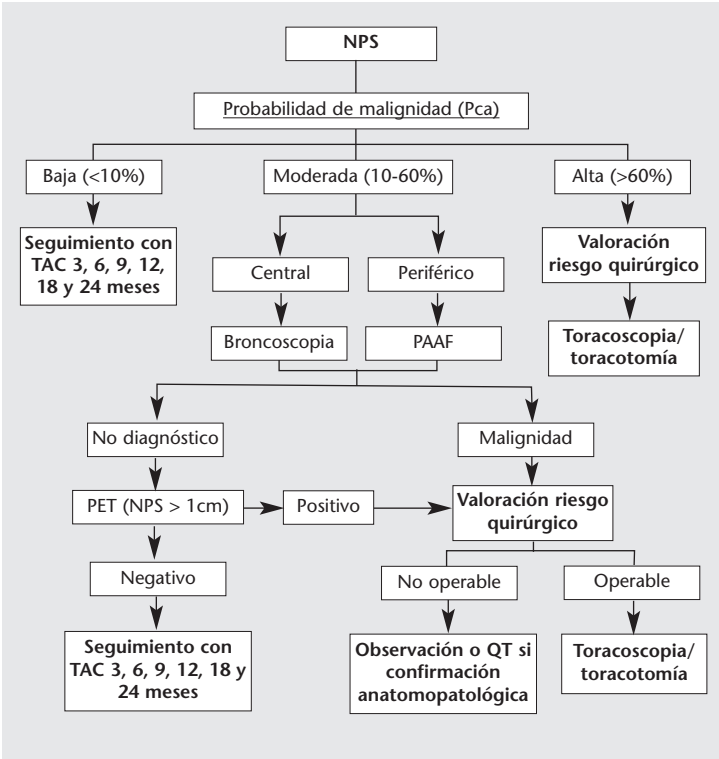 NPS
Probabilidad de malignidad (Pca)
Baja (<10%)
Moderada (10-60%)
Alta (>60%)
Seguimiento con
TAC 3, 6, 9, 12,
18 y 24 meses
Central
Periférico
Valoración
riesgo quirúrgico
Broncoscopia
PAAF
Toracoscopia/
toracotomía
No diagnóstico
Malignidad
PET (NPS > 1cm)
Positivo
Valoración riesgo
quirúrgico
Negativo
No operable
Operable
Seguimiento con
TAC 3, 6, 9, 12, 18 y
24 meses
Observación o QT si
confirmación
anatomopatológica
Toracoscopia/
toracotomía